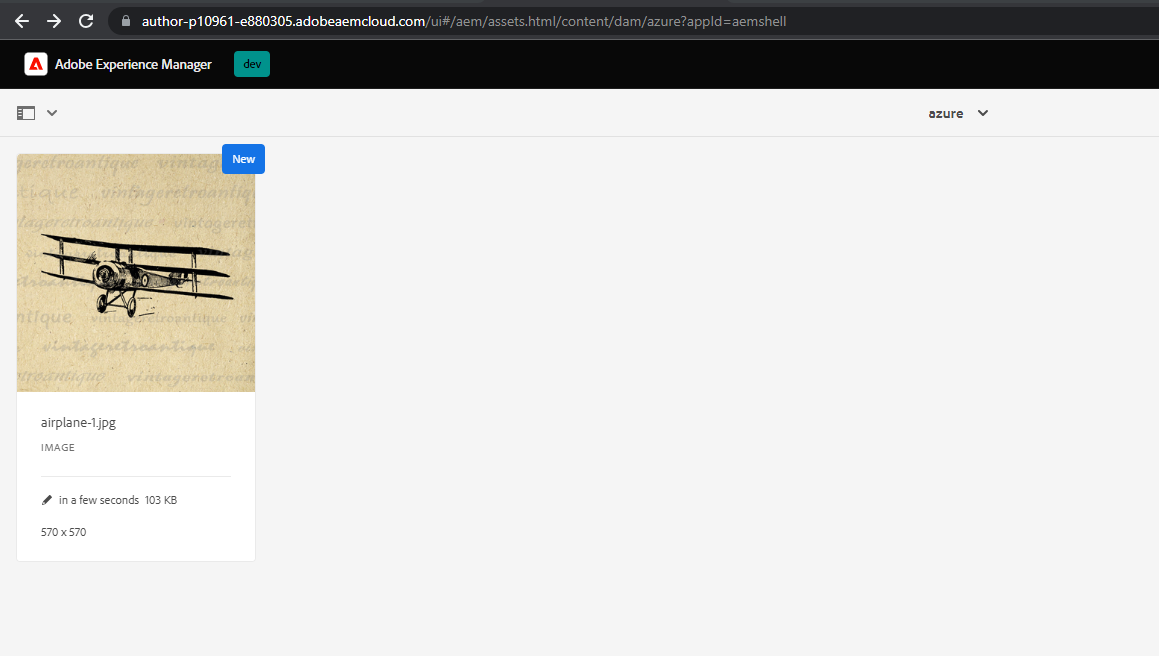 author-p10961-e880305.adobeaemcloud.com/ui#/aem/assets.html/content/dam/azure?appId=aemshell
Adobe Experience Manager
dev
azure
New
vintageretroantique
vintageretroantique
airplane-1.jpg
IMAGE
in a few seconds 103 KB
570 x 570